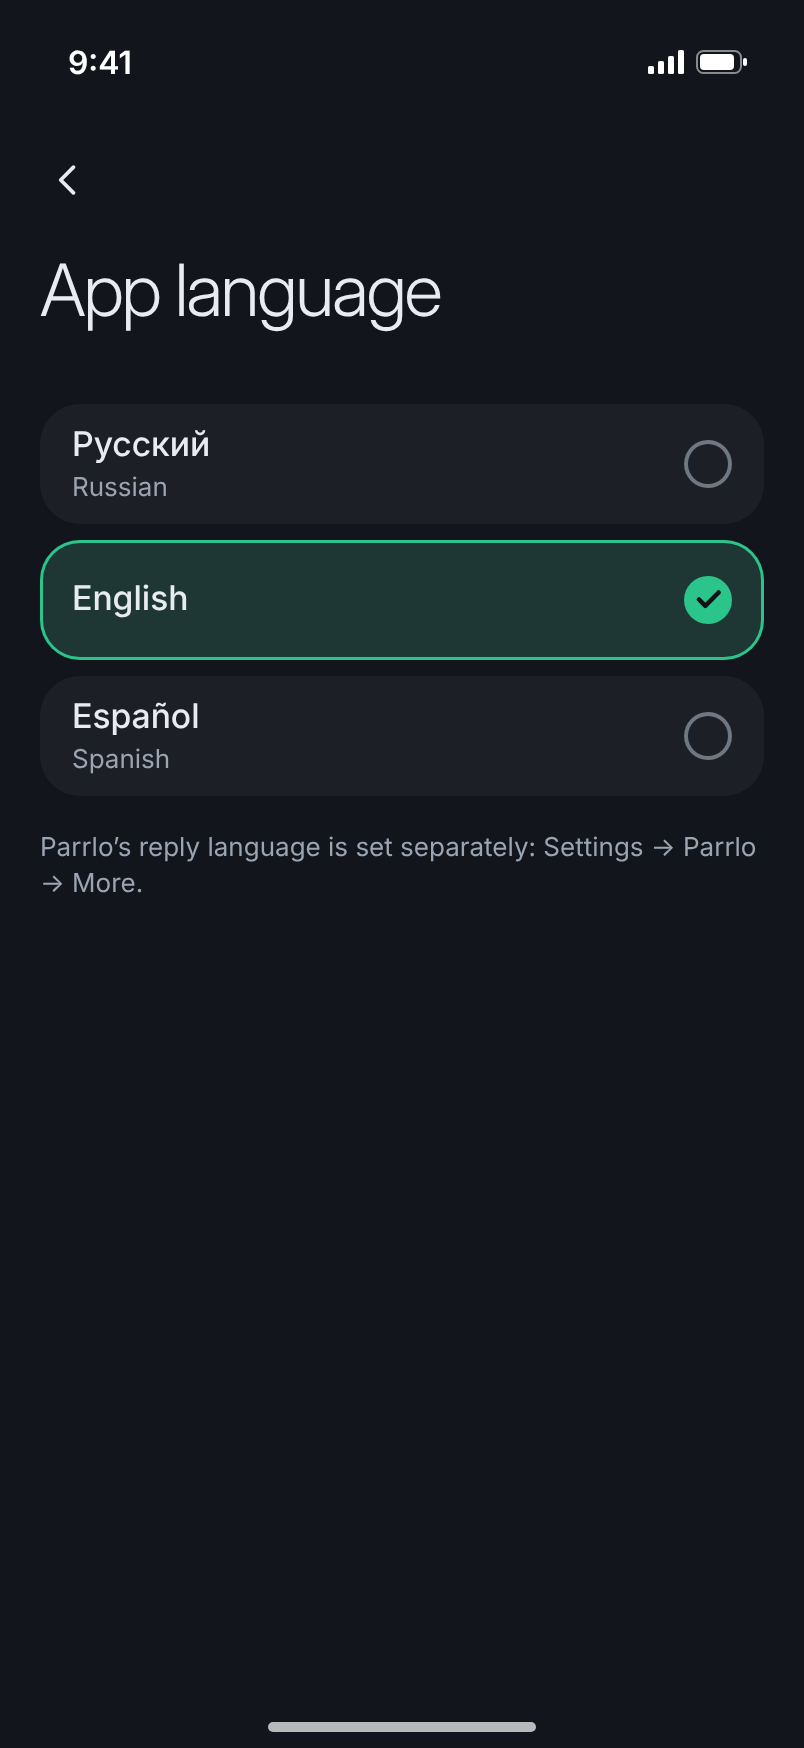 9:41
App language
Русский
Russian
English
Español
Spanish
Parrlo’s reply language is set separately: Settings → Parrlo
→ More.